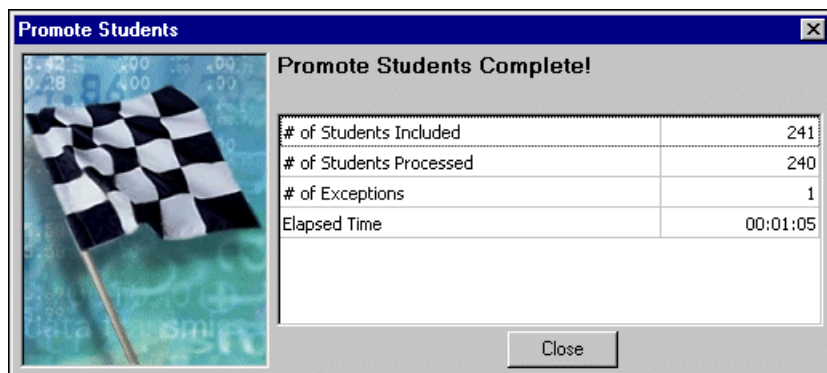 Promote Students
Promote Students Complete!
# of Students Included 241
# of Students Processed 240
# of Exceptions 1
Elapsed Time 00:01:05
Close